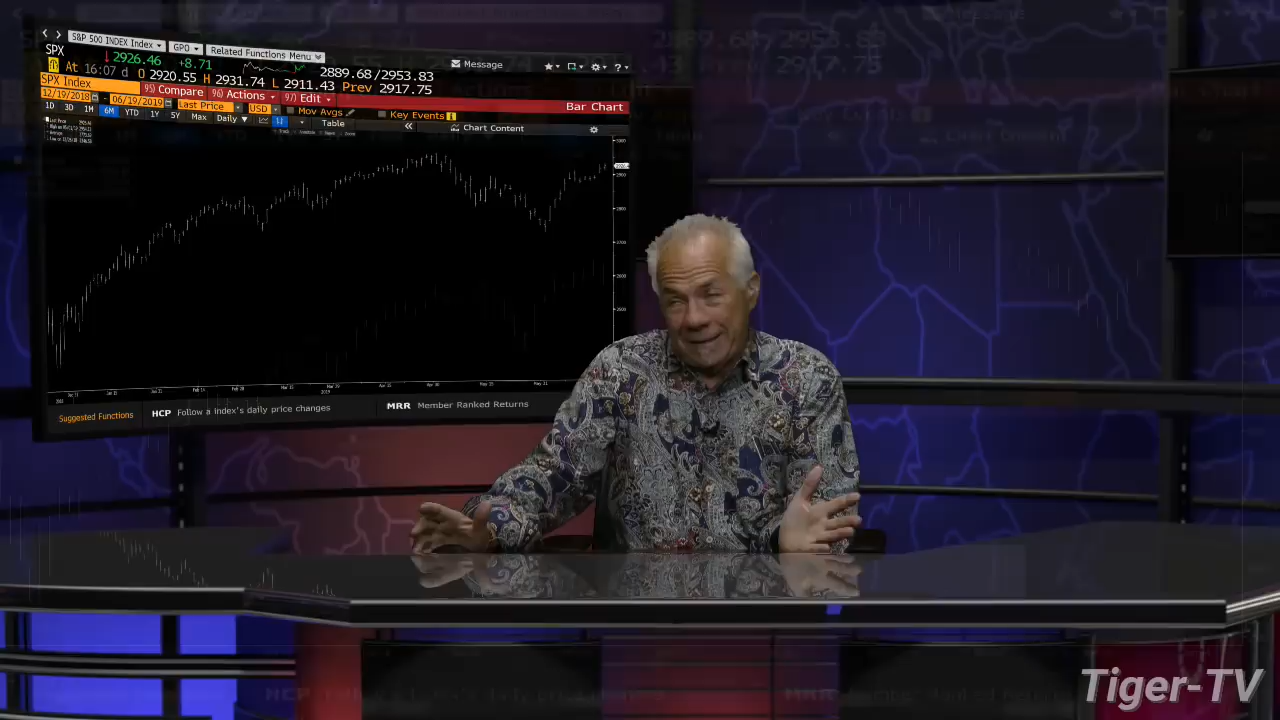 S&P 500 INDEX Index GPO Related Functions Menu
SPX 2926.46 +8.71 2889.68/2953.83 Message
At 16:07 d O 2920.55 H 2931.74 L 2911.43 Prev 2917.75
SPX Index 95) Compare 96) Actions 97) Edit Bar Chart
12/19/2018 - 06/19/2019 Last Price USD Mov Avgs Key Events
1D 3D 1M 6M YTD 1Y 5Y Max Daily Table Chart Content
Suggested Functions HCP Follow a index's daily price changes MRR Member Ranked Returns
Tiger-TV